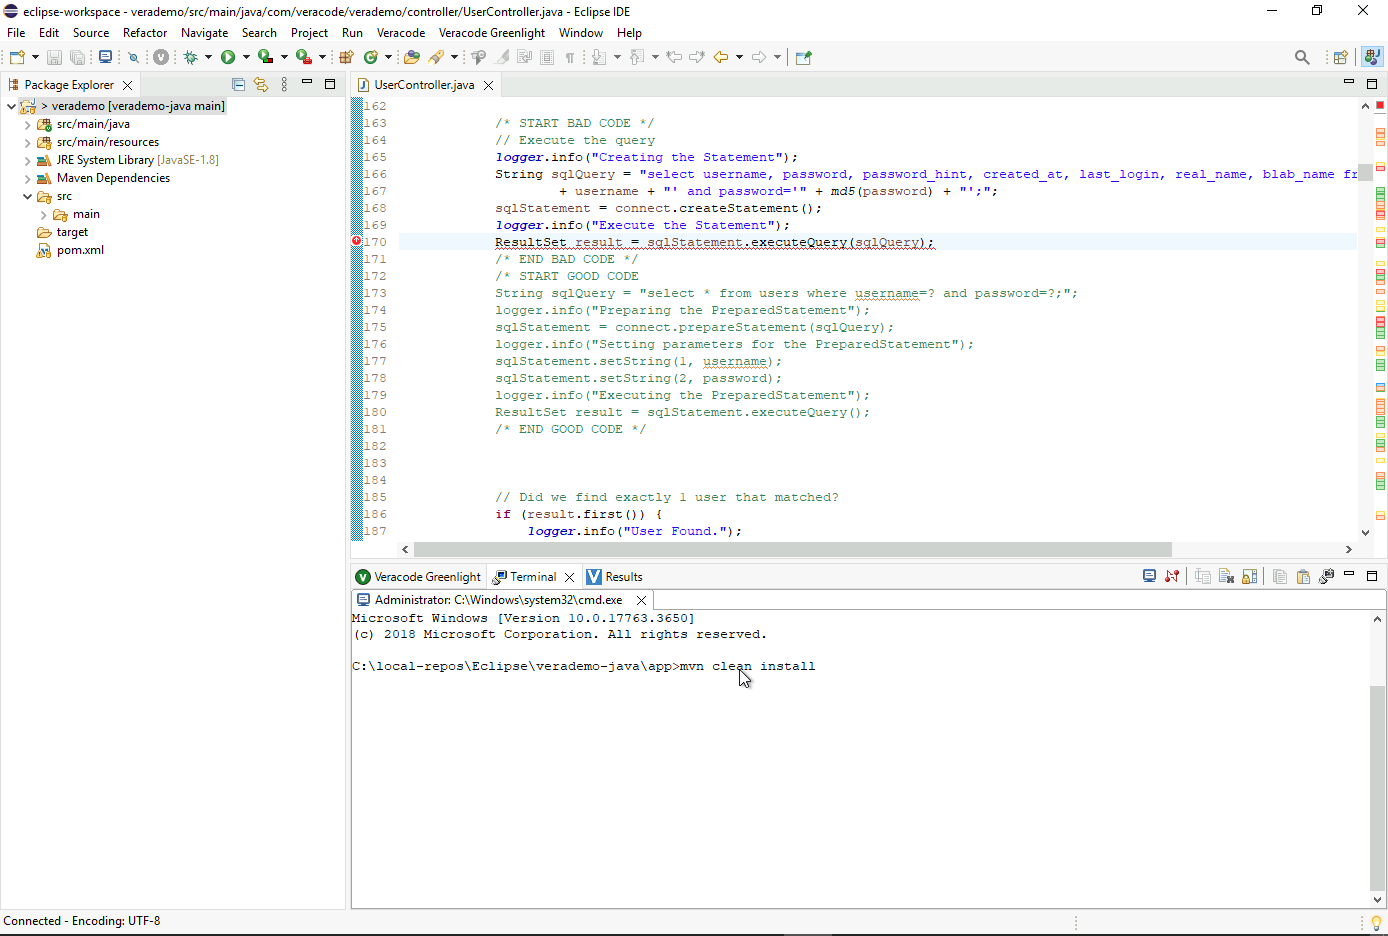 eclipse-workspace - verademo/src/main/java/com/veracode/verademo/controller/UserController.java - Eclipse IDE
File Edit Source Refactor Navigate Search Project Run Veracode Veracode Greenlight Window Help
Package Explorer
> verademo [verademo-java main]
src/main/java
src/main/resources
JRE System Library [JavaSE-1.8]
Maven Dependencies
src
main
target
pom.xml
UserController.java
162
163 /* START BAD CODE */
164 // Execute the query
165 logger.info("Creating the Statement");
166 String sqlQuery = "select username, password, password_hint, created_at, last_login, real_name, blab_name fr
167 + username + "' and password='" + md5(password) + "';";
168 sqlStatement = connect.createStatement();
169 logger.info("Execute the Statement");
170 ResultSet result = sqlStatement.executeQuery(sqlQuery);
171 /* END BAD CODE */
172 /* START GOOD CODE
173 String sqlQuery = "select * from users where username=? and password=?;";
174 logger.info("Preparing the PreparedStatement");
175 sqlStatement = connect.prepareStatement(sqlQuery);
176 logger.info("Setting parameters for the PreparedStatement");
177 sqlStatement.setString(1, username);
178 sqlStatement.setString(2, password);
179 logger.info("Executing the PreparedStatement");
180 ResultSet result = sqlStatement.executeQuery();
181 /* END GOOD CODE */
182
183
184
185 // Did we find exactly 1 user that matched?
186 if (result.first()) {
187 logger.info("User Found.");
Veracode Greenlight Terminal Results
Administrator: C:\Windows\system32\cmd.exe
Microsoft Windows [Version 10.0.17763.3650]
(c) 2018 Microsoft Corporation. All rights reserved.
C:\local-repos\Eclipse\verademo-java\app>mvn clean install
Connected - Encoding: UTF-8